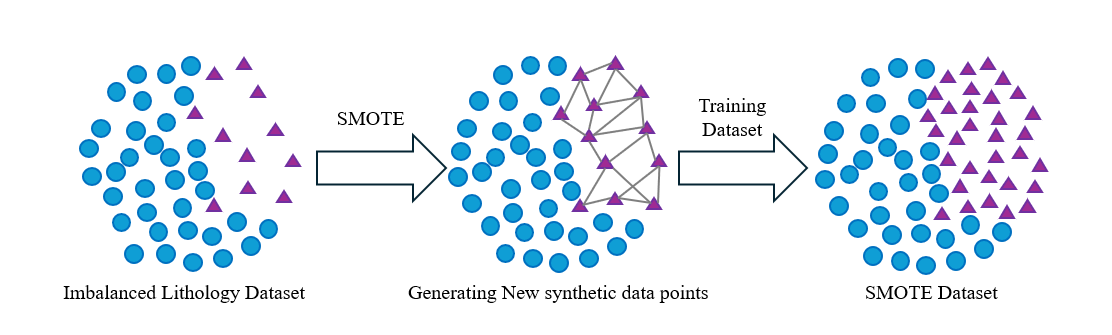 SMOTE
Training
Dataset
Imbalanced Lithology Dataset
Generating New synthetic data points
SMOTE Dataset